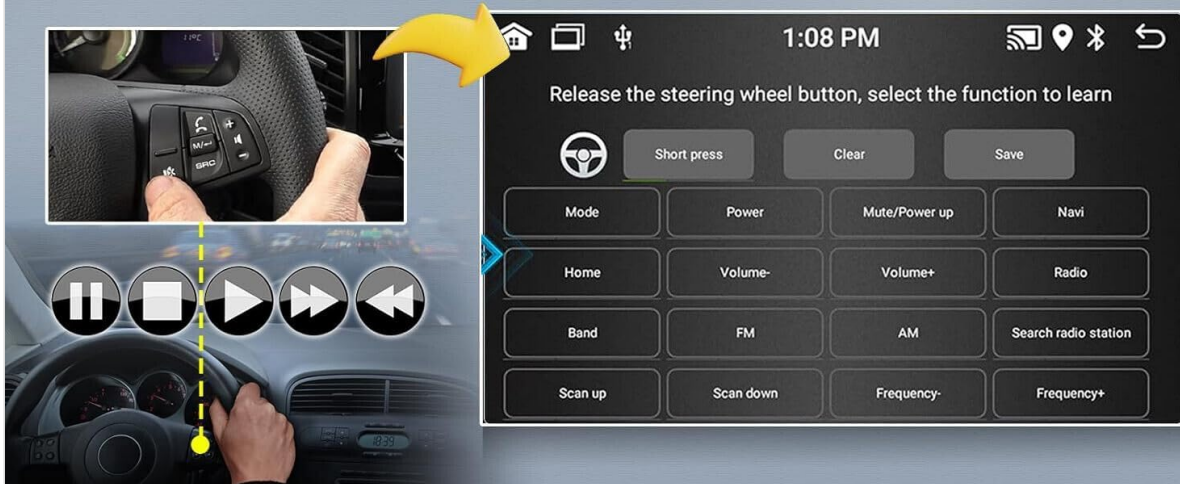 1:08 PM
Release the steering wheel button, select the function to learn
Short press
Clear
Save
Mode
Power
Mute/Power up
Navi
Home
Volume-
Volume+
Radio
Band
FM
AM
Search radio station
Scan up
Scan down
Frequency-
Frequency+
+
M/↵
SRC
-
18:39